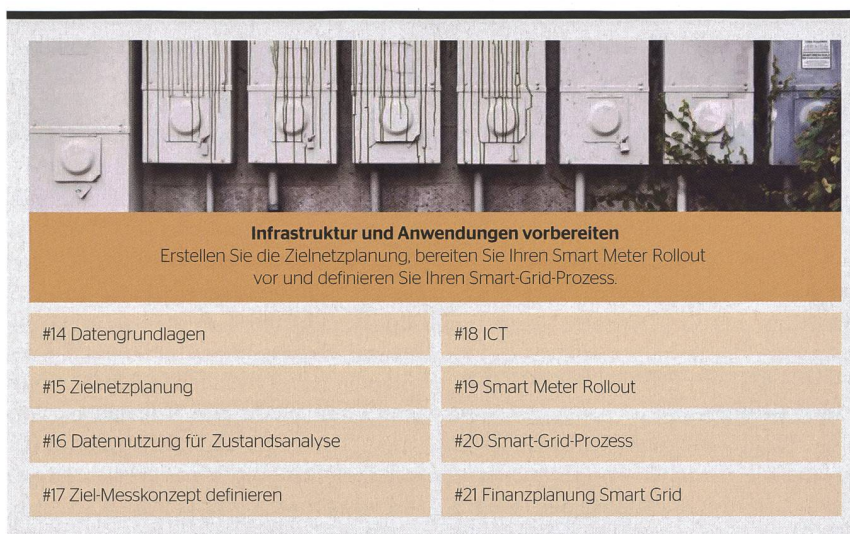 Infrastruktur und Anwendungen vorbereiten
Erstellen Sie die Zielnetzplanung, bereiten Sie Ihren Smart Meter Rollout
vor und definieren Sie Ihren Smart-Grid-Prozess.
#14 Datengrundlagen
#15 Zielnetzplanung
#16 Datennutzung für Zustandsanalyse
#17 Ziel-Messkonzept definieren
#18 ICT
#19 Smart Meter Rollout
#20 Smart-Grid-Prozess
#21 Finanzplanung Smart Grid